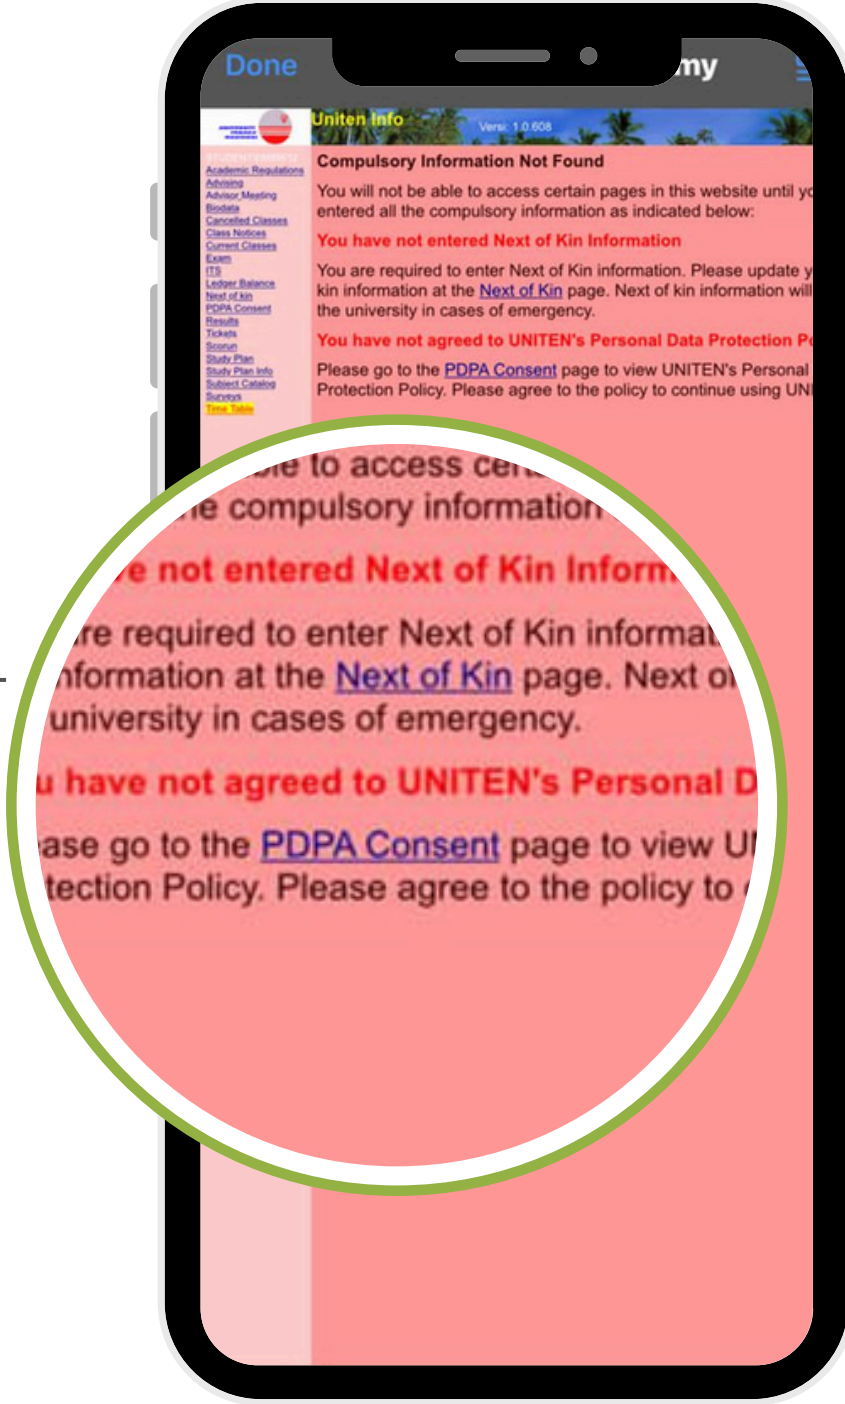 Done
my
Uniten Info
Versi: 1.0.608
Academic Regulations
Advising
Advisor Meeting
Biodata
Cancelled Classes
Class Notices
Current Classes
Exam
ITS
Ledger Balance
Next of kin
PDPA Consent
Results
Tickets
Scorun
Study Plan
Study Plan Info
Subject Catalog
Surveys
Time Table
Compulsory Information Not Found
You will not be able to access certain pages in this website until yo
entered all the compulsory information as indicated below:
You have not entered Next of Kin Information
You are required to enter Next of Kin information. Please update y
kin information at the Next of Kin page. Next of kin information will
the university in cases of emergency.
You have not agreed to UNITEN's Personal Data Protection Po
Please go to the PDPA Consent page to view UNITEN's Personal
Protection Policy. Please agree to the policy to continue using UNI
le to access cert
e compulsory information
e not entered Next of Kin Inform
re required to enter Next of Kin informat
nformation at the Next of Kin page. Next of
university in cases of emergency.
u have not agreed to UNITEN's Personal D
ase go to the PDPA Consent page to view UN
tection Policy. Please agree to the policy to